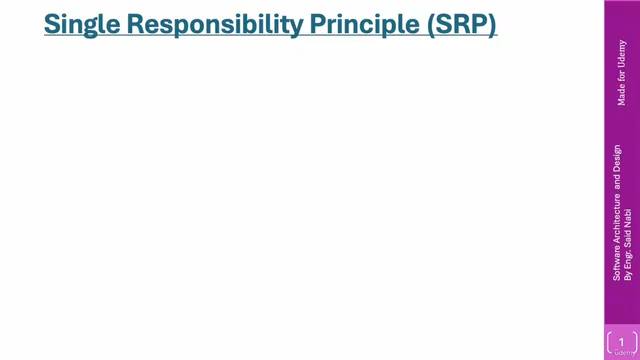 Single Responsibility Principle (SRP)
Made for Udemy
Software Architecture and Design
By Engr. Said Nabi
1
Udemy